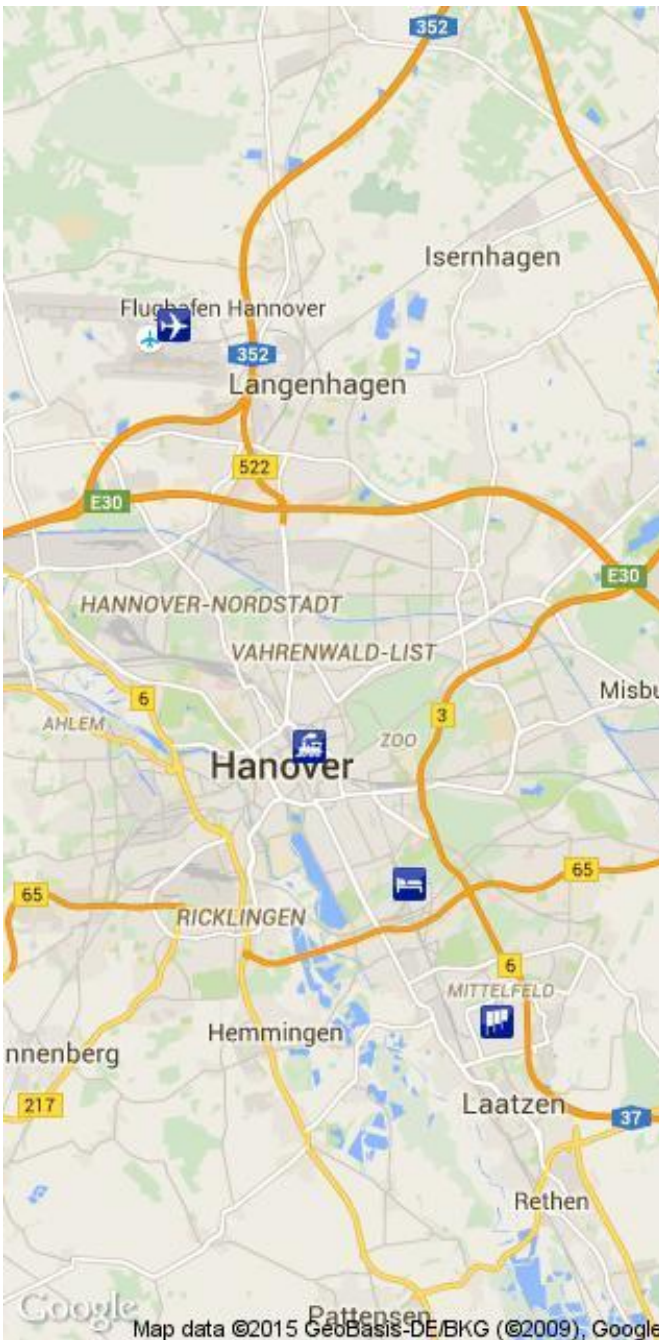 352
Isernhagen
Flughafen Hannover
352
Langenhagen
522
E30
E30
HANNOVER-NORDSTADT
VAHRENWALD-LIST
Misbu
6
3
AHLEM
ZOO
Hanover
65
65
RICKLINGEN
6
MITTELFELD
Hemmingen
nnenberg
217
Laatzen
37
Rethen
Google
Pattensen
Map data ©2015 GeoBasis-DE/BKG (©2009), Google